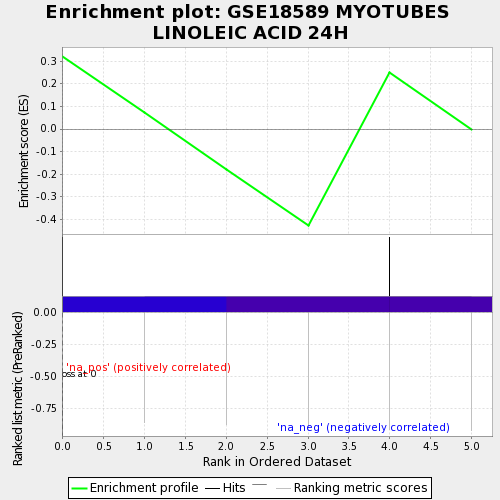 Enrichment plot: GSE18589 MYOTUBES
LINOLEIC ACID 24H
Enrichment score (ES)
0.3
0.2
0.1
0.0
-0.1
-0.2
-0.3
-0.4
Ranked list metric (PreRanked)
0.00
-0.25
-0.50
-0.75
'na_pos' (positively correlated)
oss at 0
'na_neg' (negatively correlated)
0.0 0.5 1.0 1.5 2.0 2.5 3.0 3.5 4.0 4.5 5.0
Rank in Ordered Dataset
Enrichment profile Hits Ranking metric scores